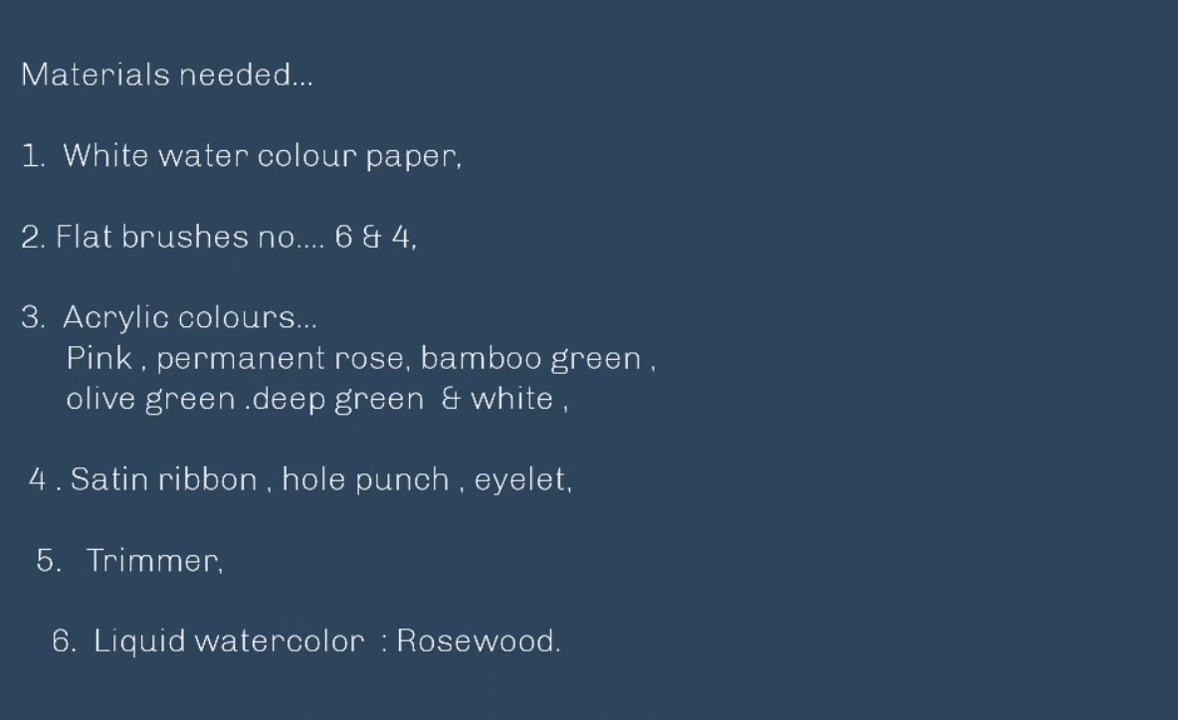 Materials needed...
1. White water colour paper,
2. Flat brushes no.... 6 & 4,
3. Acrylic colours...
Pink , permanent rose, bamboo green ,
olive green .deep green & white ,
4 . Satin ribbon , hole punch , eyelet,
5. Trimmer,
6. Liquid watercolor : Rosewood.